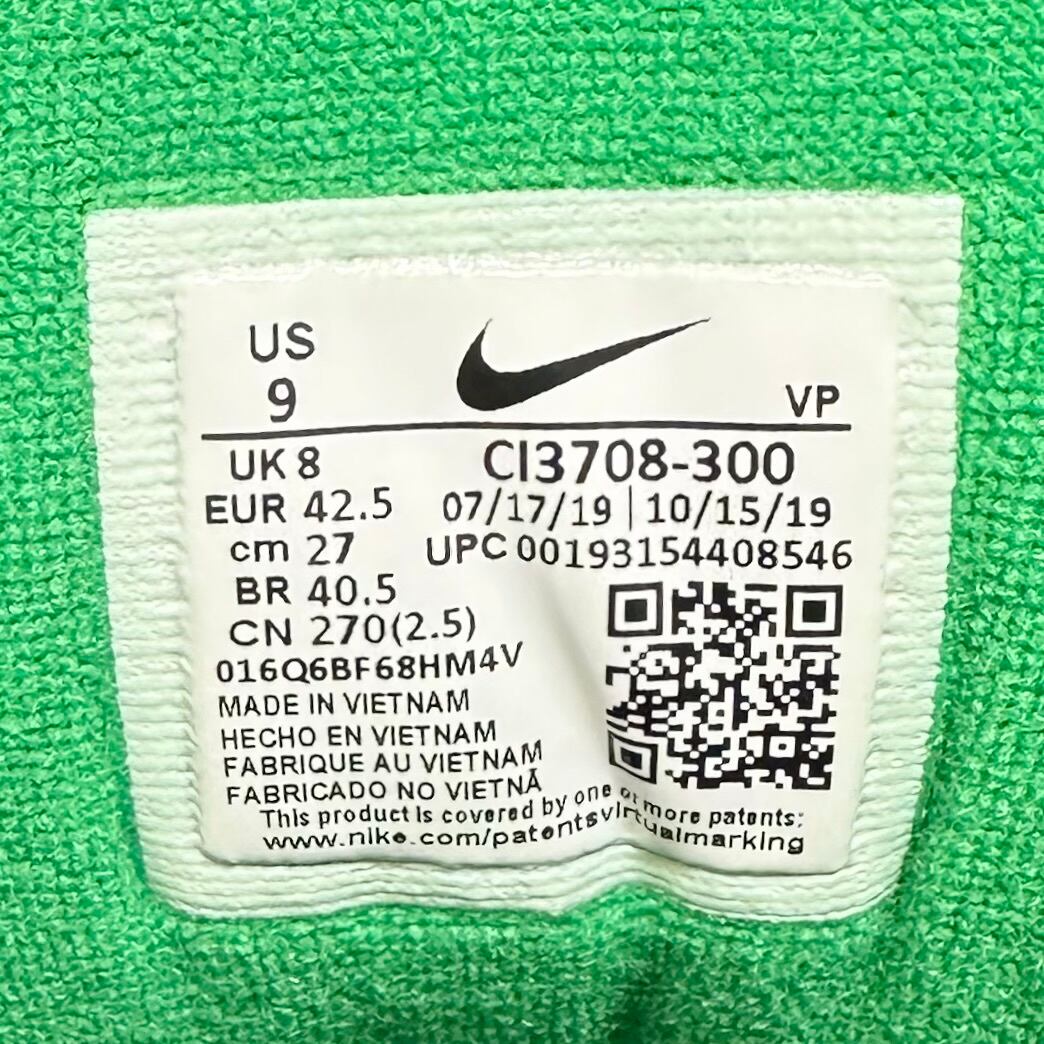 US
9
VP
UK 8
CI3708-300
EUR 42.5
07/17/19 | 10/15/19
cm 27
UPC 00193154408546
BR 40.5
CN 270(2.5)
016Q6BF68HM4V
MADE IN VIETNAM
HECHO EN VIETNAM
FABRIQUE AU VIETNAM
FABRICADO NO VIETNÃ
This product is covered by one or more patents:
www.nike.com/patentsvirtualmarking